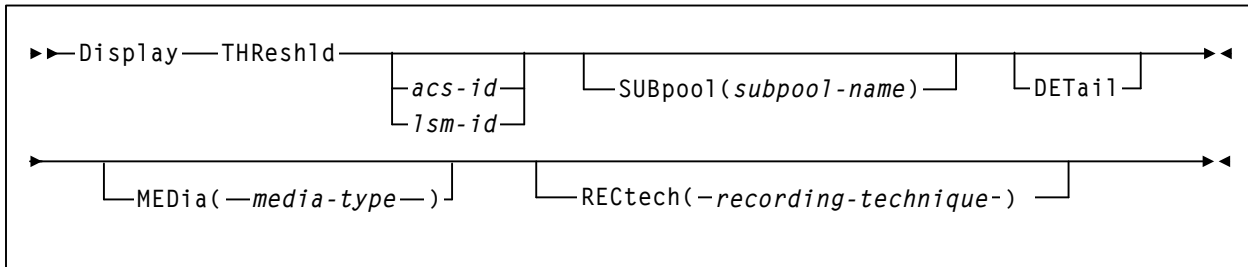 Display THReshld SUBpool(subpool-name) DETail
acs-id
lsm-id
MEDia( media-type ) RECtech( recording-technique )